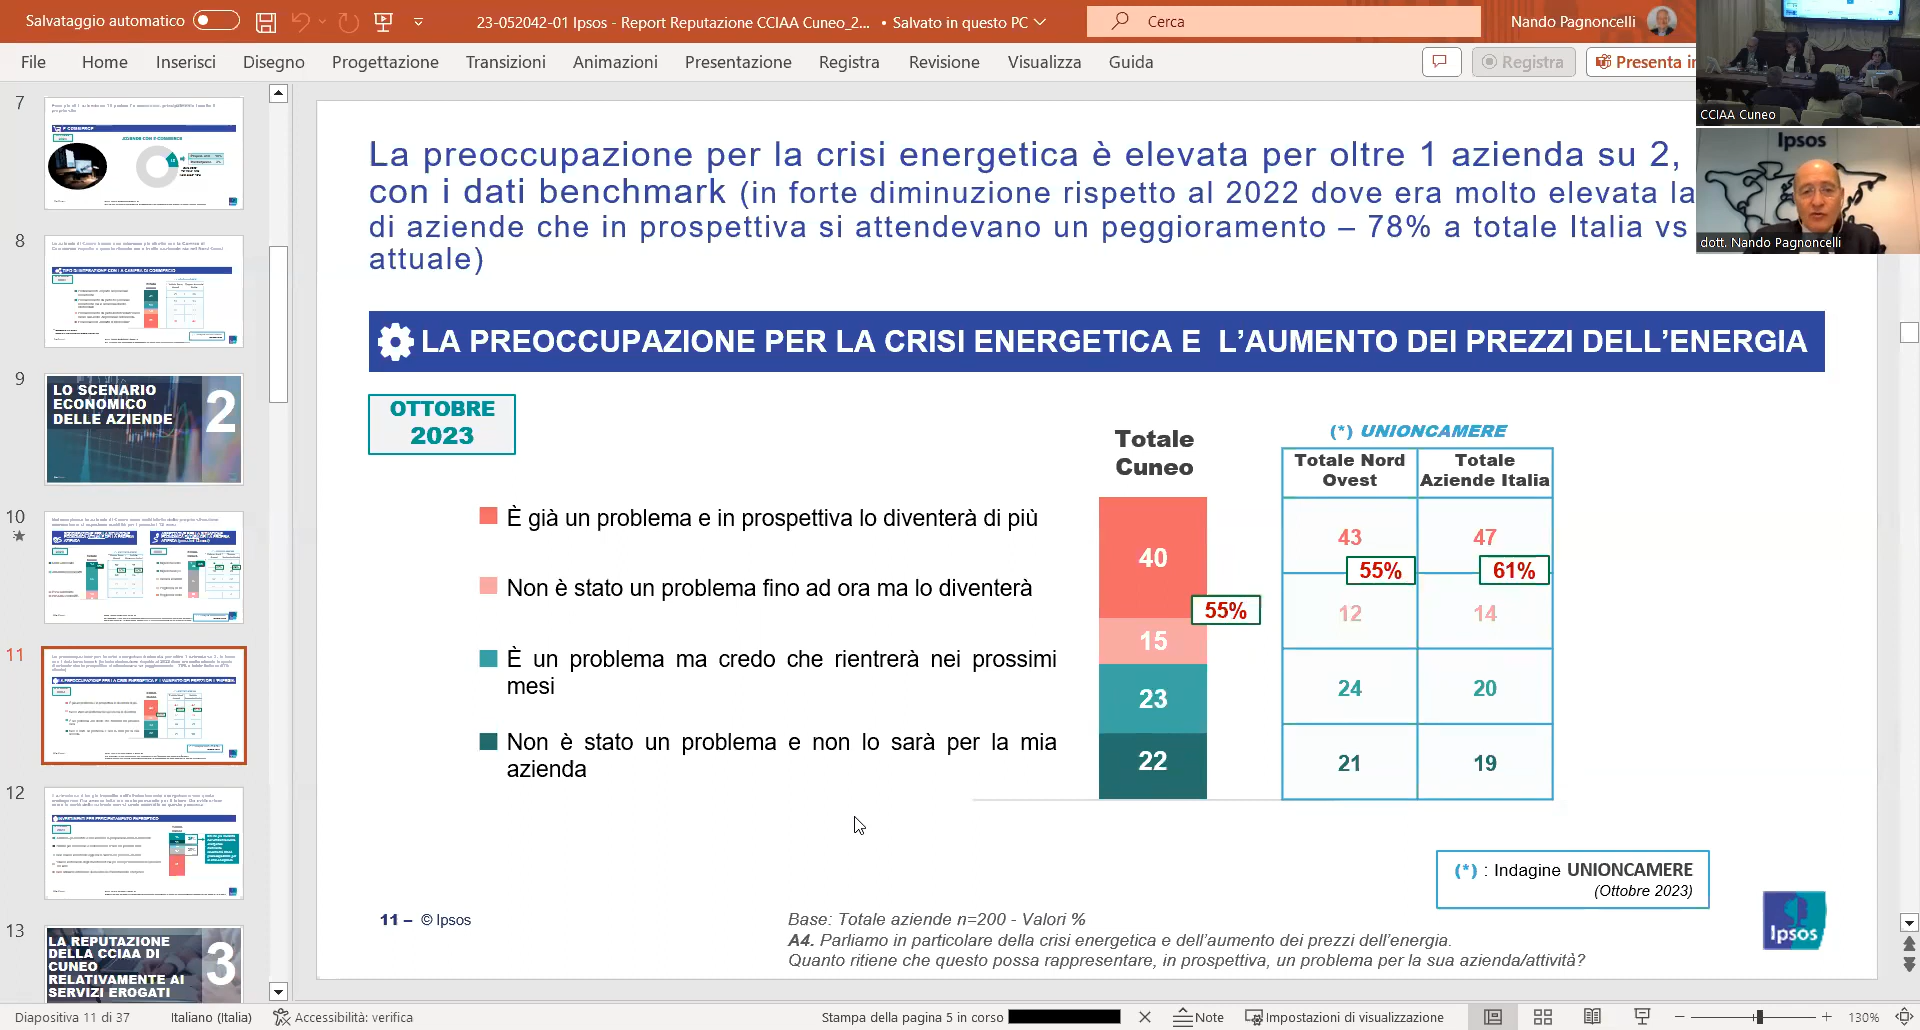 Salvataggio automatico
23-052042-01 Ipsos - Report Reputazione CCIAA Cuneo_2... • Salvato in questo PC
Cerca
Nando Pagnoncelli
File Home Inserisci Disegno Progettazione Transizioni Animazioni Presentazione Registra Revisione Visualizza Guida
Registra
Presenta in
CCIAA Cuneo
Ipsos
dott. Nando Pagnoncelli
7
8
9
LO SCENARIO
ECONOMICO
DELLE AZIENDE
2
10
11
12
13
LA REPUTAZIONE
DELLA CCIAA DI
CUNEO
RELATIVAMENTE AI
SERVIZI EROGATI
3
La preoccupazione per la crisi energetica è elevata per oltre 1 azienda su 2,
con i dati benchmark (in forte diminuzione rispetto al 2022 dove era molto elevata la
di aziende che in prospettiva si attendevano un peggioramento – 78% a totale Italia vs
attuale)
LA PREOCCUPAZIONE PER LA CRISI ENERGETICA E L’AUMENTO DEI PREZZI DELL’ENERGIA
OTTOBRE
2023
Totale
Cuneo
(*) UNIONCAMERE
Totale Nord
Ovest
Totale
Aziende Italia
È già un problema e in prospettiva lo diventerà di più
40
43
47
55%
55%
61%
Non è stato un problema fino ad ora ma lo diventerà
15
12
14
È un problema ma credo che rientrerà nei prossimi
mesi
23
24
20
Non è stato un problema e non lo sarà per la mia
azienda
22
21
19
(*) : Indagine UNIONCAMERE
(Ottobre 2023)
11 – © Ipsos
Base: Totale aziende n=200 - Valori %
A4. Parliamo in particolare della crisi energetica e dell’aumento dei prezzi dell’energia.
Quanto ritiene che questo possa rappresentare, in prospettiva, un problema per la sua azienda/attività?
Ipsos
Diapositiva 11 di 37
Italiano (Italia)
Accessibilità: verifica
Stampa della pagina 5 in corso
Note
Impostazioni di visualizzazione
130%